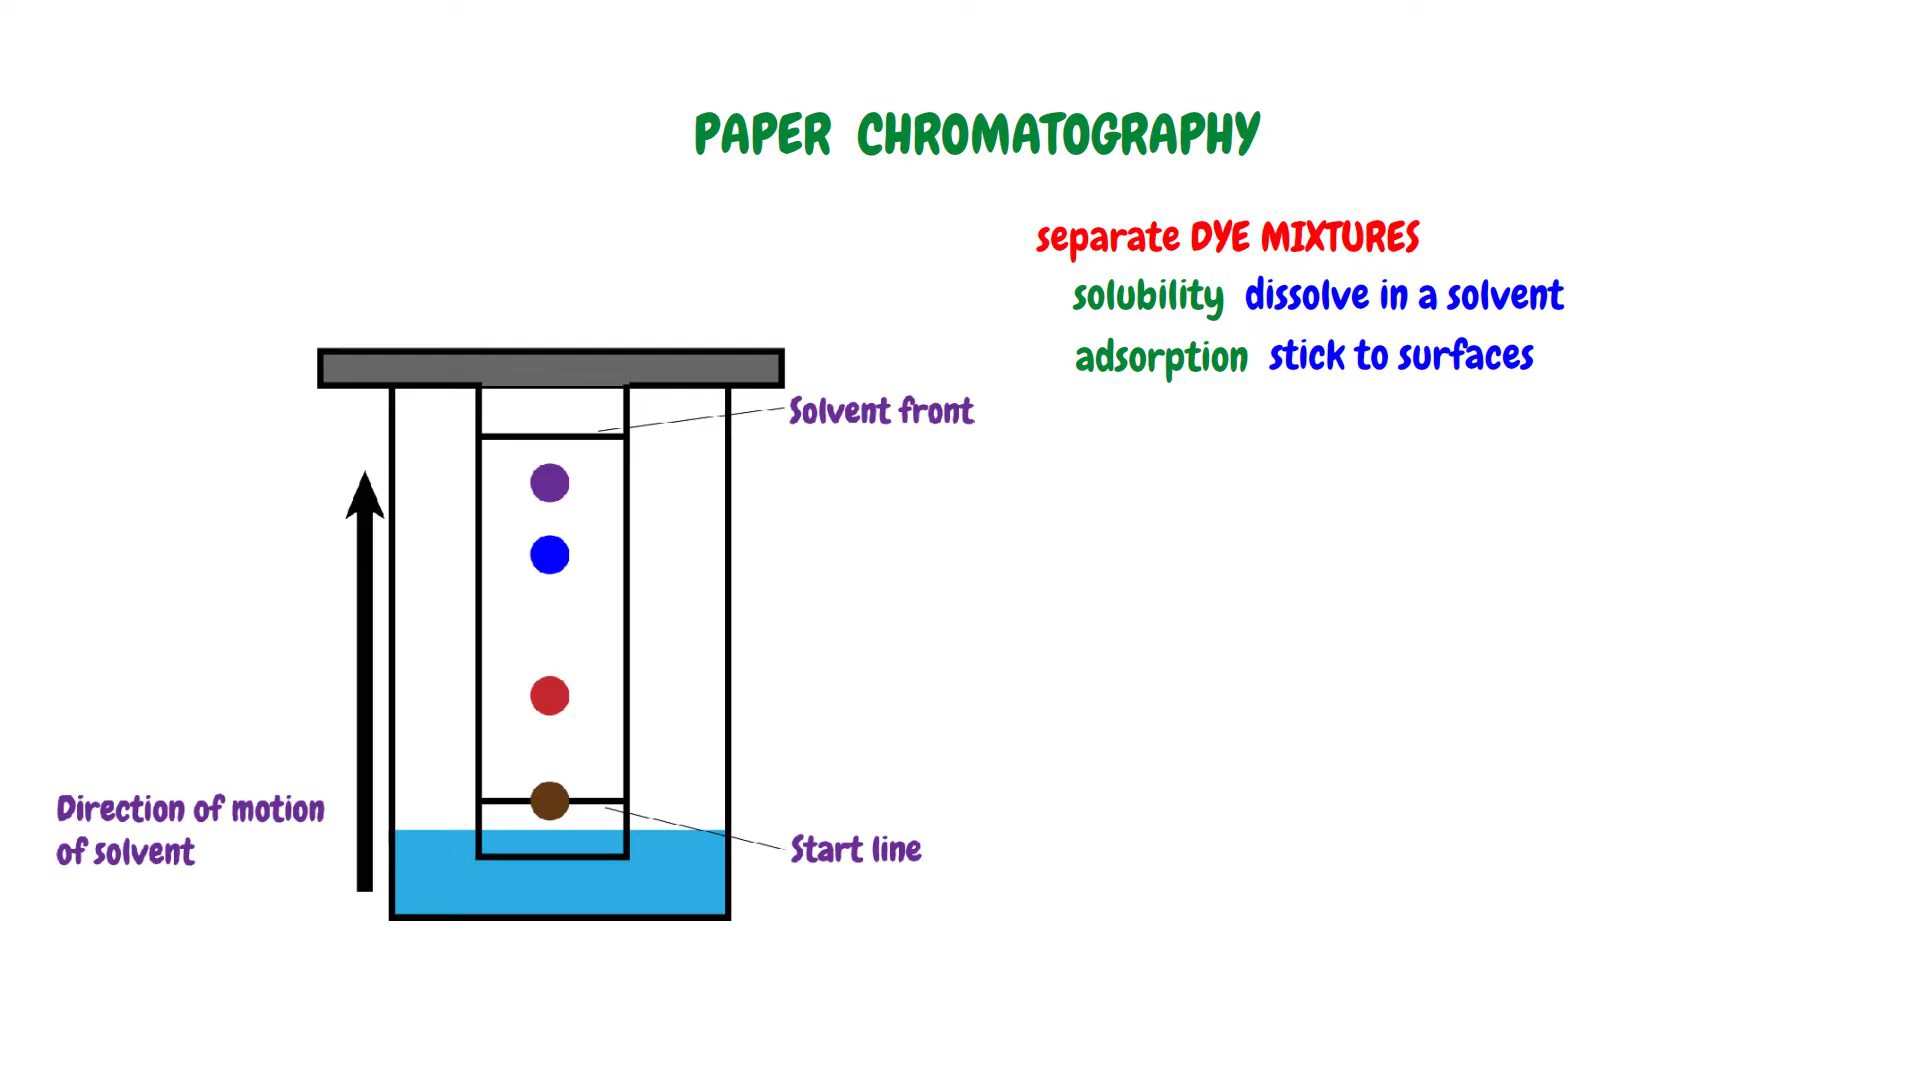 PAPER CHROMATOGRAPHY
separate DYE MIXTURES
solubility dissolve in a solvent
adsorption stick to surfaces
Solvent front
Direction of motion
of solvent
Start line